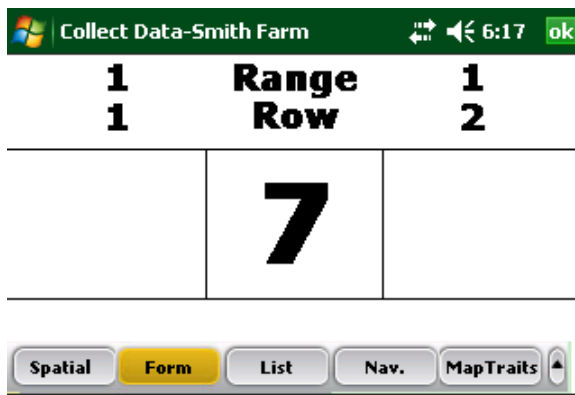 Collect Data-Smith Farm 6:17 ok
1 Range 1
1 Row 2
7
Spatial Form List Nav. MapTraits